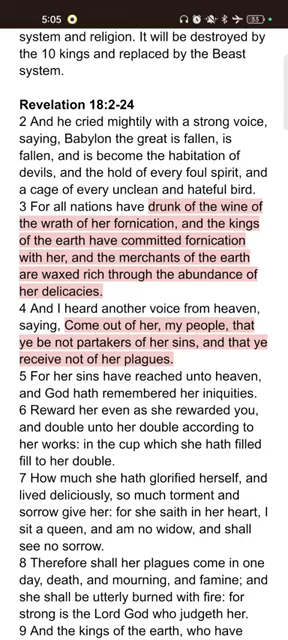 5:05
53
system and religion. It will be destroyed by
the 10 kings and replaced by the Beast
system.
Revelation 18:2-24
2 And he cried mightily with a strong voice,
saying, Babylon the great is fallen, is
fallen, and is become the habitation of
devils, and the hold of every foul spirit, and
a cage of every unclean and hateful bird.
3 For all nations have drunk of the wine of
the wrath of her fornication, and the kings
of the earth have committed fornication
with her, and the merchants of the earth
are waxed rich through the abundance of
her delicacies.
4 And I heard another voice from heaven,
saying, Come out of her, my people, that
ye be not partakers of her sins, and that ye
receive not of her plagues.
5 For her sins have reached unto heaven,
and God hath remembered her iniquities.
6 Reward her even as she rewarded you,
and double unto her double according to
her works: in the cup which she hath filled
fill to her double.
7 How much she hath glorified herself, and
lived deliciously, so much torment and
sorrow give her: for she saith in her heart, I
sit a queen, and am no widow, and shall
see no sorrow.
8 Therefore shall her plagues come in one
day, death, and mourning, and famine; and
she shall be utterly burned with fire: for
strong is the Lord God who judgeth her.
9 And the kings of the earth, who have